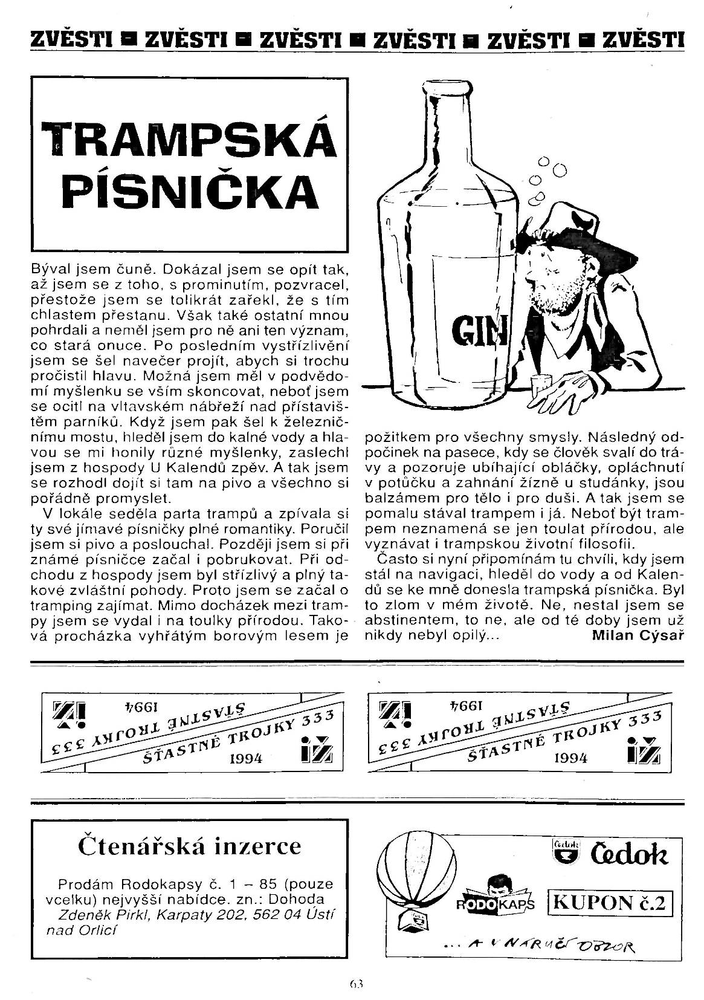 ZVĚSTI ■ ZVĚSTI ■ ZVĚSTI ■ ZVĚSTI ■ ZVĚSTI ■ ZVĚSTI
TRAMPSKÁ
PÍSNIČKA
Býval jsem čuně. Dokázal jsem se opít tak,
až jsem se z toho, s prominutím, pozvracel,
přestože jsem se tolikrát zařekl, že s tím
chlastem přestanu. Však také ostatní mnou
pohrdali a neměl jsem pro ně ani ten význam,
co stará onuce. Po posledním vystřízlivění
jsem se šel navečer projít, abych si trochu
pročistil hlavu. Možná jsem měl v podvědo-
mí myšlenku se vším skoncovat, neboť jsem
se ocitl na vltavském nábřeží nad přístaviš-
těm parníků. Když jsem pak šel k železnič-
nímu mostu, hleděl jsem do kalné vody a hla-
vou se mi honily různé myšlenky, zaslechl
jsem z hospody U Kalendů zpěv. A tak jsem
se rozhodl dojít si tam na pivo a všechno si
pořádně promyslet.
V lokále seděla parta trampů a zpívala si
ty své jímavé písničky plné romantiky. Poručil
jsem si pivo a poslouchal. Později jsem si při
známé písničce začal i pobrukovat. Při od-
chodu z hospody jsem byl střízlivý a plný ta-
kové zvláštní pohody. Proto jsem se začal o
tramping zajímat. Mimo docházek mezi tram-
py jsem se vydal i na toulky přírodou. Tako-
vá procházka vyhřátým borovým lesem je
GIN
požitkem pro všechny smysly. Následný od-
počinek na pasece, kdy se člověk svalí do trá-
vy a pozoruje ubíhající obláčky, opláchnutí
v potůčku a zahnání žízně u studánky, jsou
balzámem pro tělo i pro duši. A tak jsem se
pomalu stával trampem i já. Neboť být tram-
pem neznamená se jen toulat přírodou, ale
vyznávat i trampskou životní filosofii.
Často si nyní připomínám tu chvíli, kdy jsem
stál na navigaci, hleděl do vody a od Kalen-
dů se ke mně donesla trampská písnička. Byl
to zlom v mém životě. Ne, nestal jsem se
abstinentem, to ne, ale od té doby jsem už
nikdy nebyl opilý... Milan Cýsař
iŽ
1994
ŠŤASTNÉ TROJKY 333
ŠŤASTNÉ TROJKY 333
1994
iŽ
iŽ
1994
ŠŤASTNÉ TROJKY 333
ŠŤASTNÉ TROJKY 333
1994
iŽ
Čtenářská inzerce
Prodám Rodokapsy č. 1 – 85 (pouze
vcelku) nejvyšší nabídce. zn.: Dohoda
Zdeněk Pirkl, Karpaty 202, 562 04 Ústí
nad Orlicí
Čedok
Čedok
RODOKAPS
KUPON č.2
Čedok
... A V NÁRUČÍ OBZOR
63